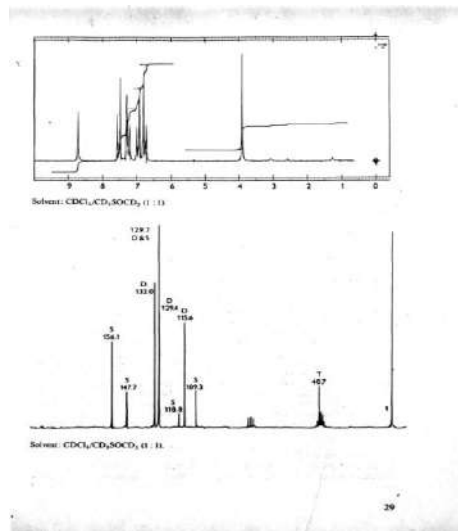 9 8 7 6 5 4 3 2 1 0
Solvent: CDCl₃/CD₃SOCD₃ (1 : 1)
129.7
D & S
D
133.0
D
129.4
D
115.6
S
156.1
S
147.7
S
118.8
S
109.3
T
40.7
Solvent: CDCl₃/CD₃SOCD₃ (1 : 1).
29